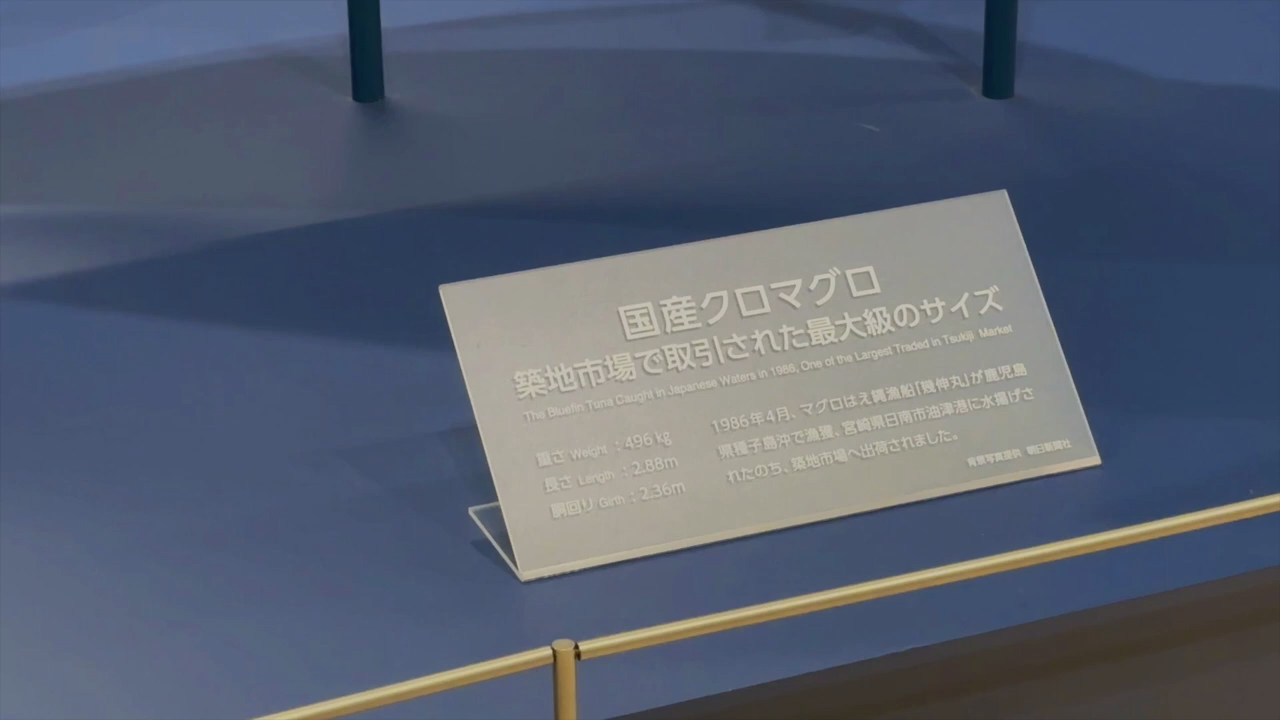 国産クロマグロ
築地市場で取引された最大級のサイズ
The Bluefin Tuna Caught in Japanese Waters in 1986, One of the Largest Traded in Tsukiji Market
重さ Weight：496 kg
長さ Length：2.88m
胴回り Girth：2.36m
1986年4月、マグロはえ縄漁船「幾伸丸」が鹿児島
県種子島沖で漁獲、宮崎県日南市油津港に水揚げさ
れたのち、築地市場へ出荷されました。
背景写真提供 朝日新聞社